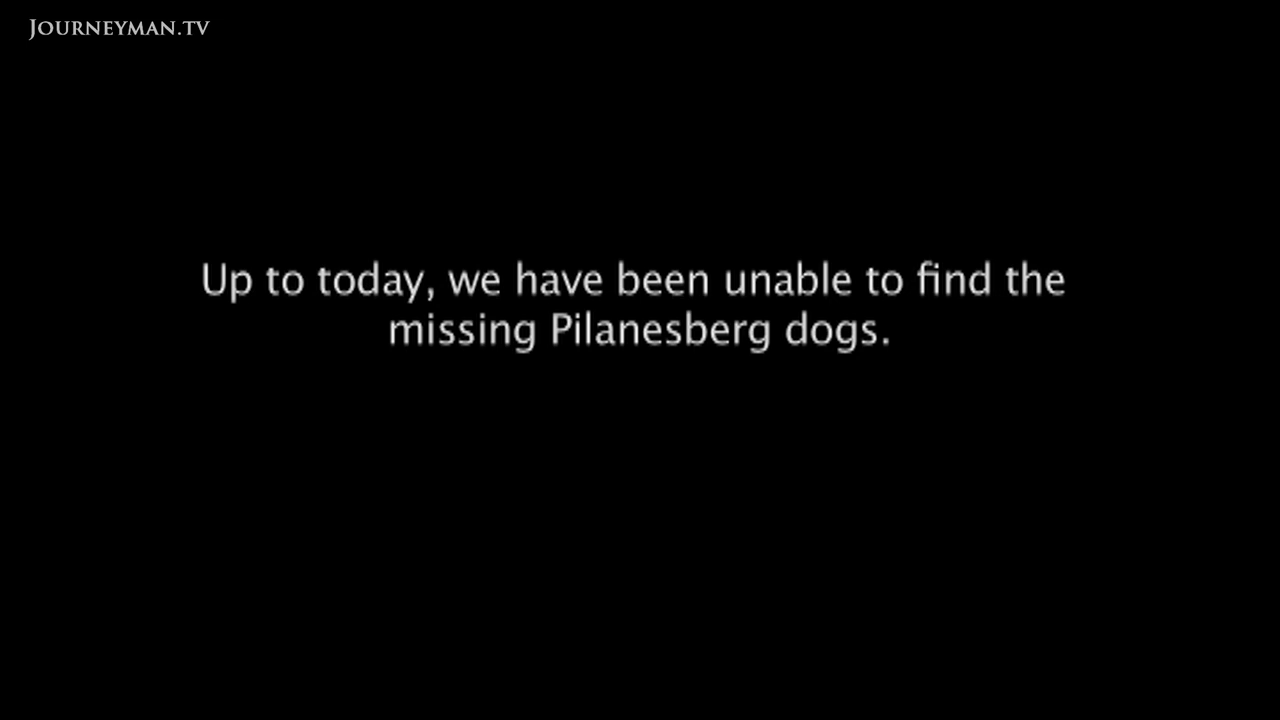 JOURNEYMAN.TV
Up to today, we have been unable to find the
missing Pilanesberg dogs.